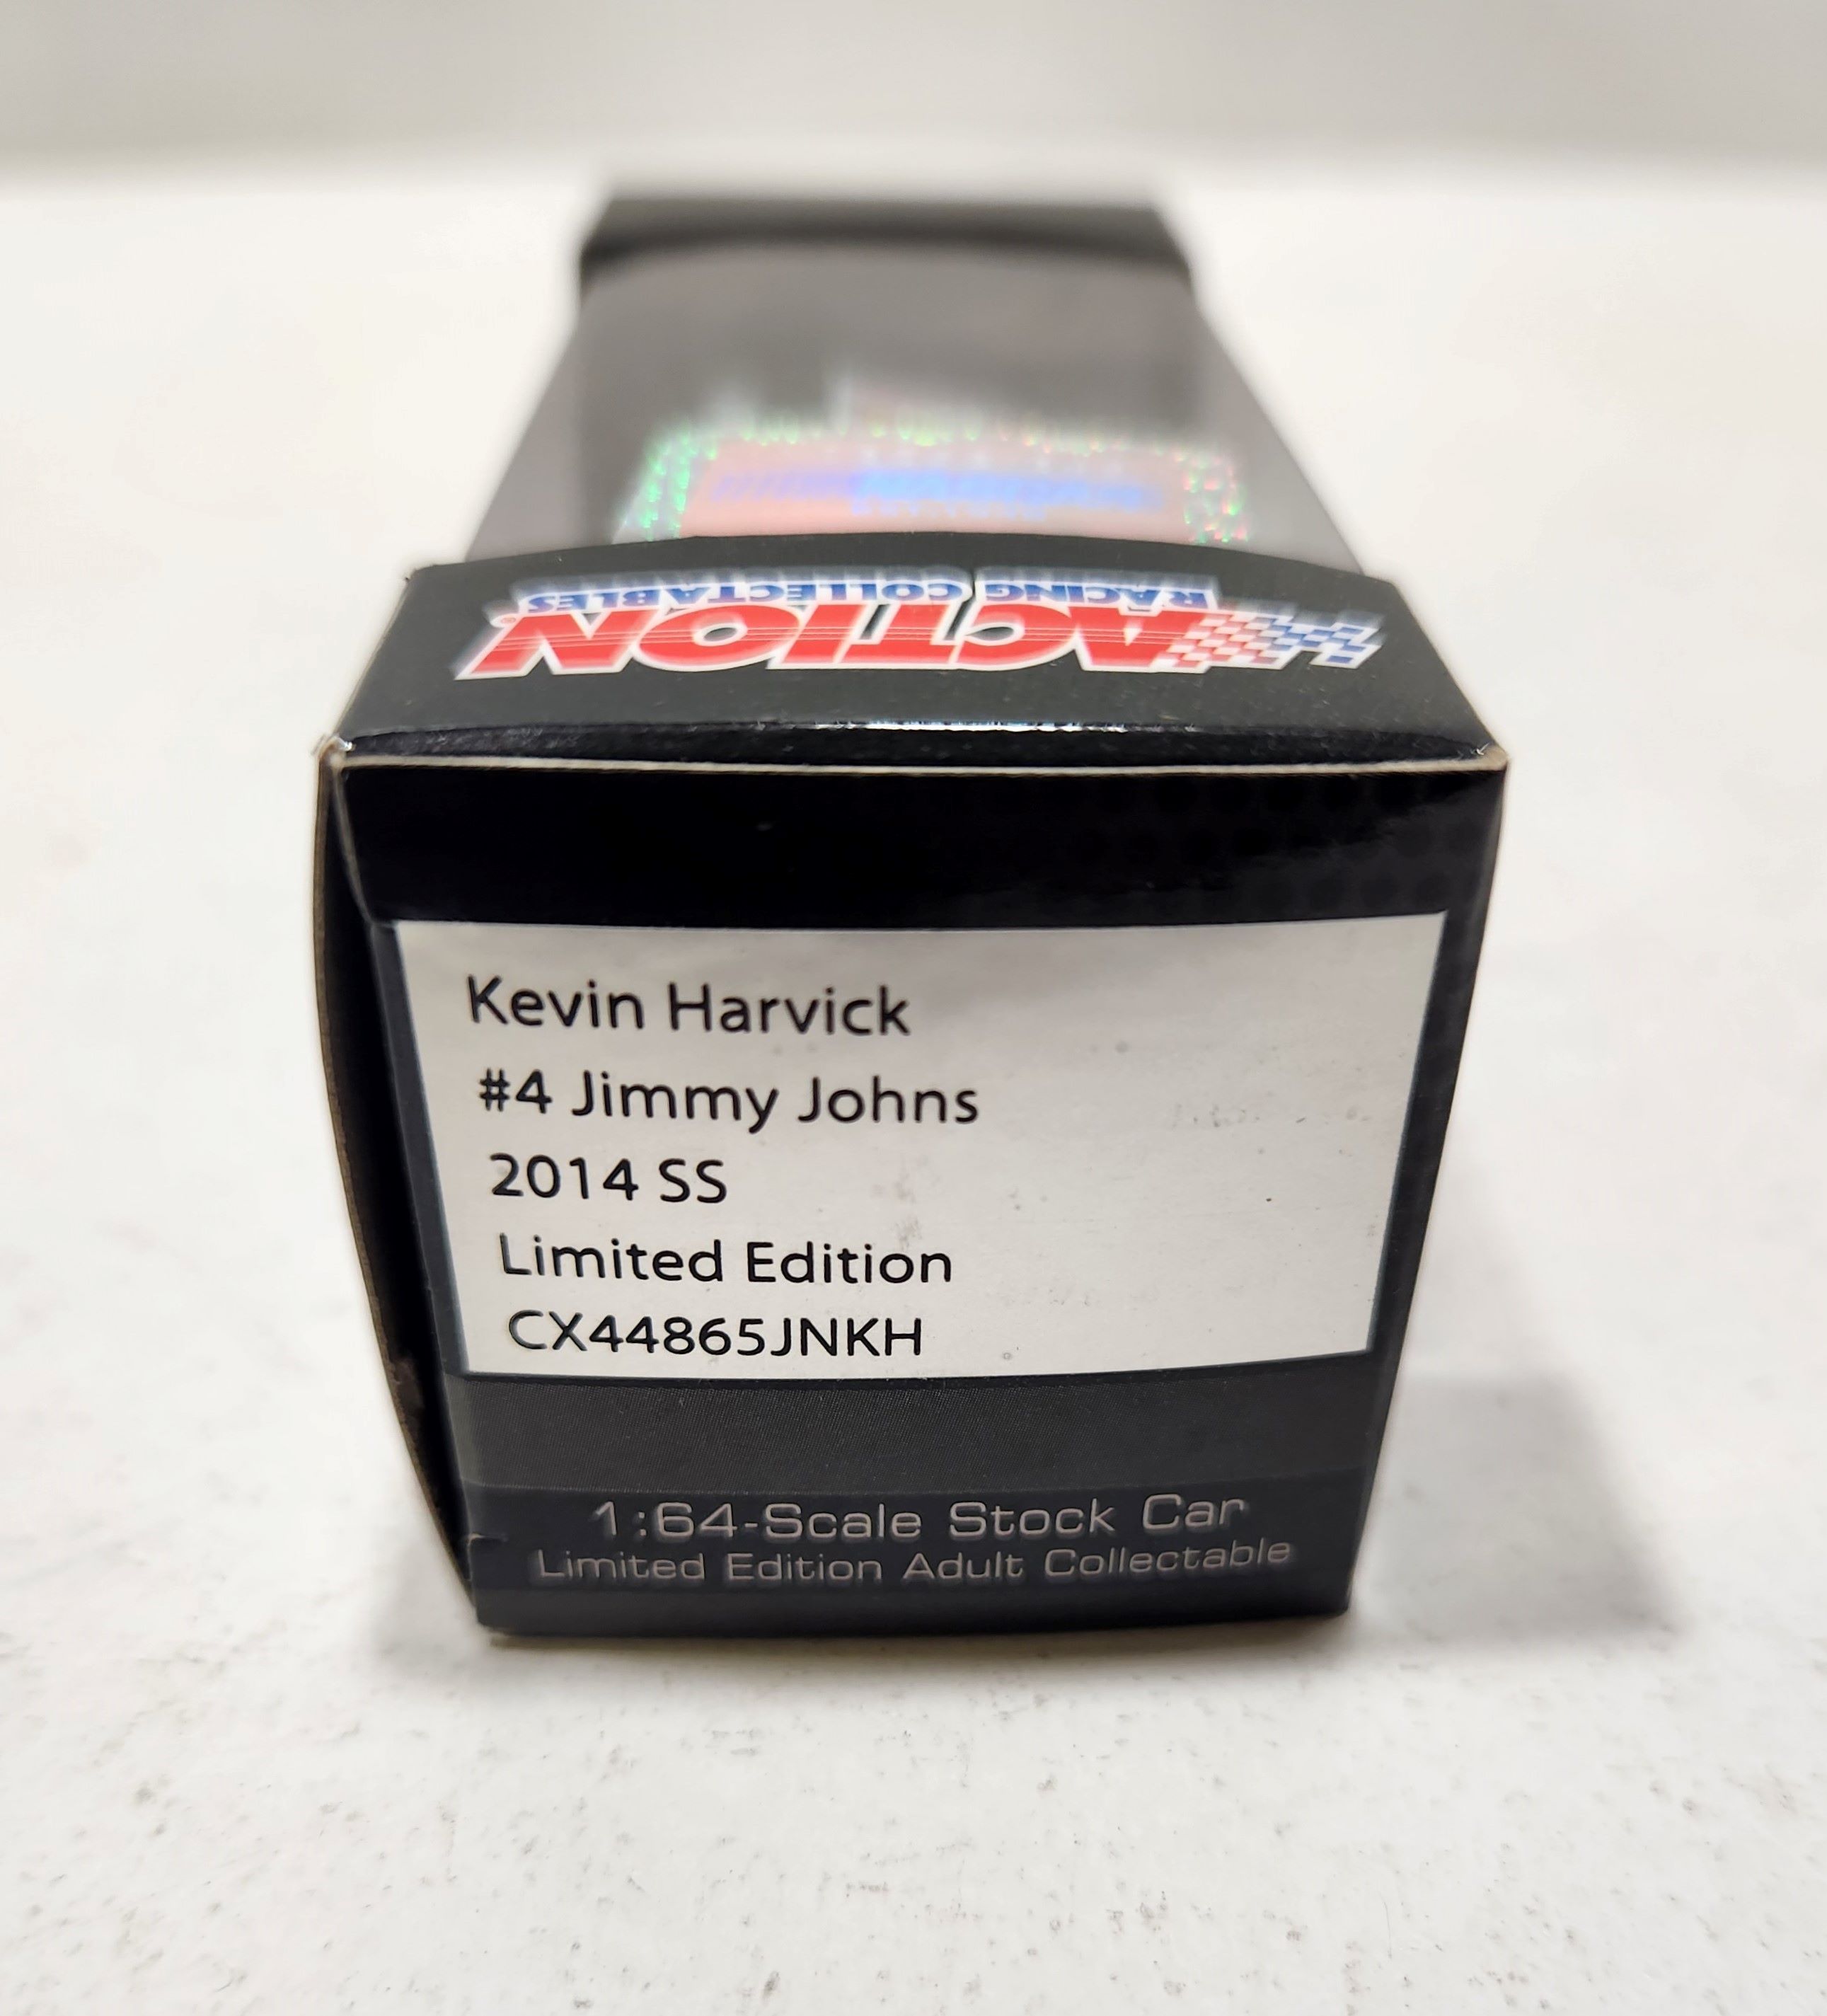 ACTION
RACING COLLECTABLES
Kevin Harvick
#4 Jimmy Johns
2014 SS
Limited Edition
CX44865JNKH
1:64-Scale Stock Car
Limited Edition Adult Collectable